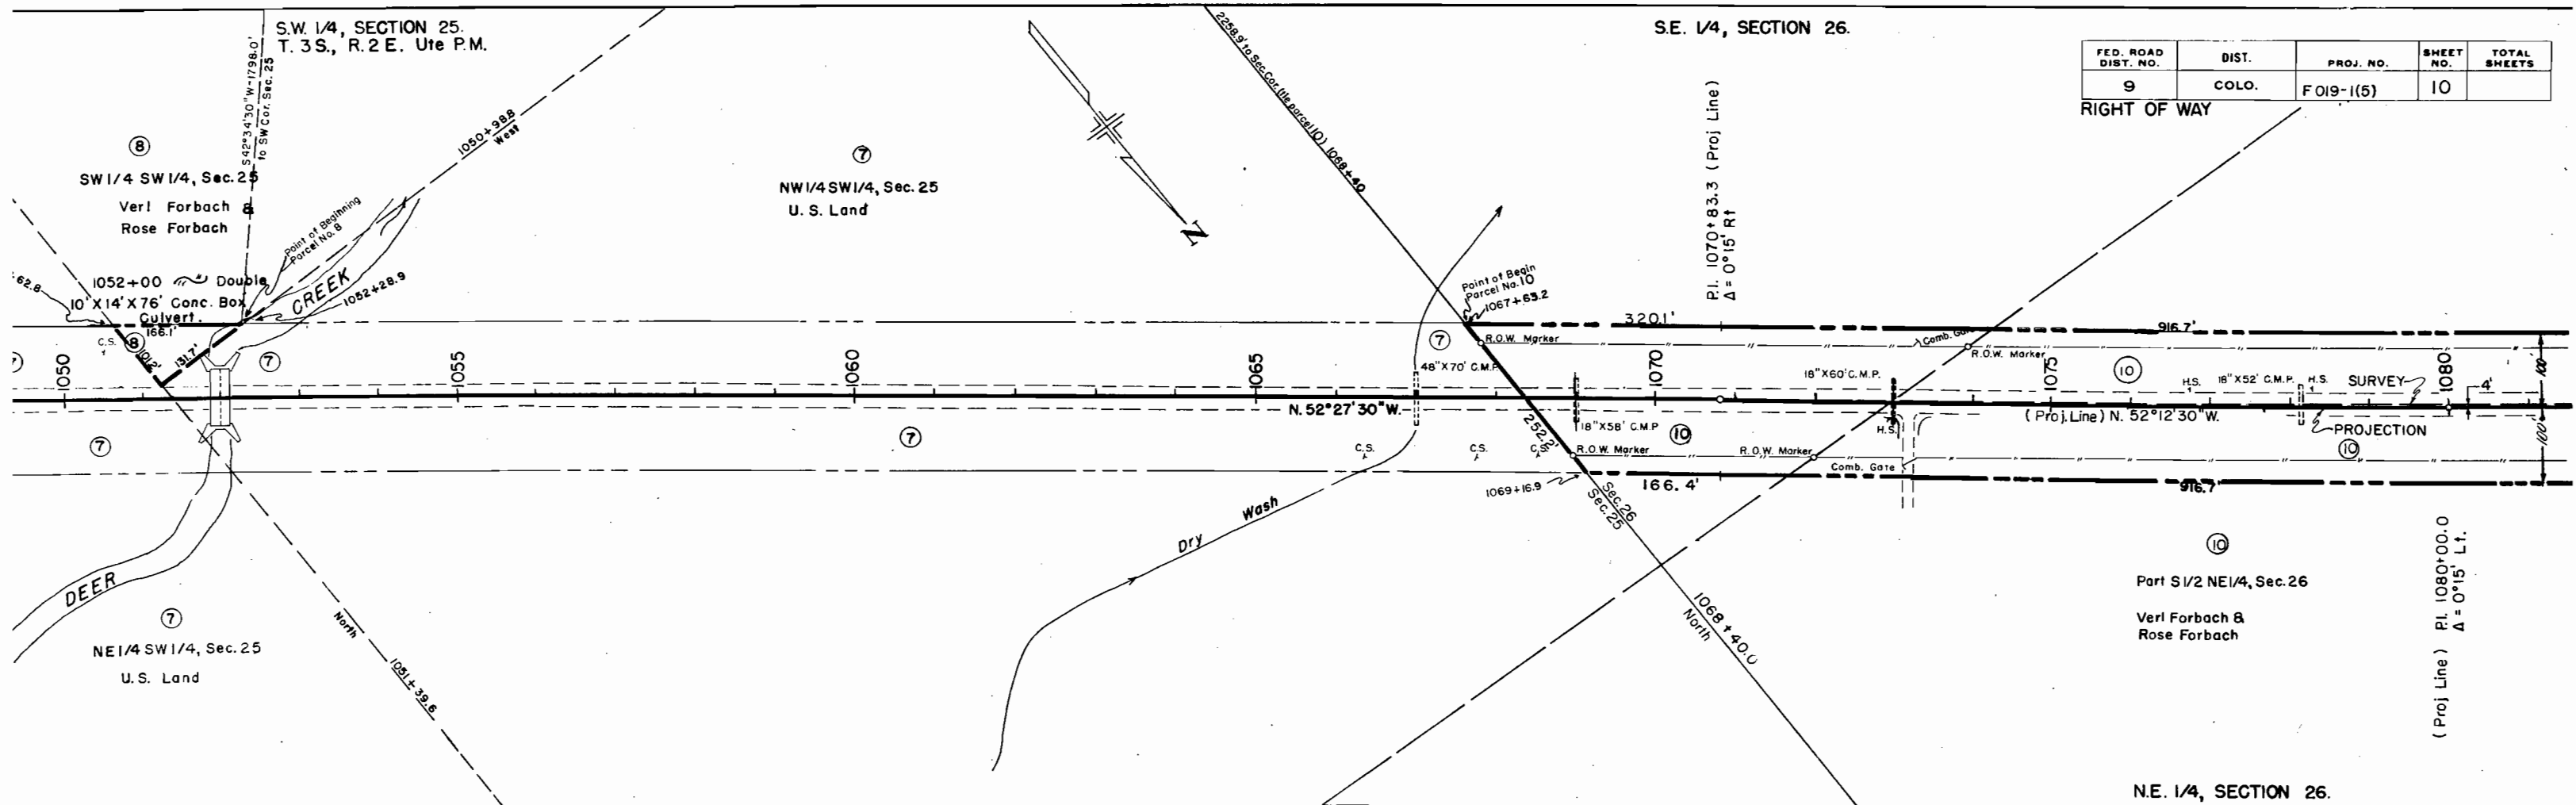 S.W. 1/4, SECTION 25.
T. 3 S., R. 2 E. Ute P.M.
S.E. 1/4, SECTION 26.
FED. ROAD DIST. NO.
DIST.
PROJ. NO.
SHEET NO.
TOTAL SHEETS
9
COLO.
F 019-1(5)
10
RIGHT OF WAY
S 42°34'30"W-1798.0'
to SW Cor. Sec. 25
1050+98.8
West
2258.9' to Sec. Cor. (tie parcel 10) 1068+40
P.I. 1070+83.3 (Proj Line)
Δ = 0°15' Rt
8
SW 1/4 SW 1/4, Sec. 25
Verl Forbach &
Rose Forbach
7
NW 1/4 SW 1/4, Sec. 25
U. S. Land
N
Point of Beginning
Parcel No. 8
62.8
1052+00 Double
10' X 14' X 76' Conc. Box
Culvert.
CREEK
1052+28.9
166.1'
C.S.
8
101.2'
131.7'
7
7
Point of Begin
Parcel No. 10
1067+63.2
320.1'
916.7'
7
R.O.W. Marker
Comb. Gate
R.O.W. Marker
1050
1055
1060
1065
1070
1075
1080
48"X70' C.M.P.
18"X60' C.M.P.
10
H.S.
18"X52' C.M.P.
H.S.
SURVEY
4'
100'
N. 52°27'30"W.
(Proj. Line) N. 52°12'30"W.
PROJECTION
100'
7
7
252.2'
18"X58' C.M.P
10
H.S.
10
C.S.
C.S.
C.S.
R.O.W. Marker
R.O.W. Marker
Comb. Gate
1069+16.9
166.4'
916.7'
Sec. 26
Sec. 25
Dry Wash
DEER
7
NE 1/4 SW 1/4, Sec. 25
U.S. Land
North
1051+39.6
1068+40.0
North
10
Part S 1/2 NE 1/4, Sec. 26
Verl Forbach &
Rose Forbach
(Proj Line) P.I. 1080+00.0
Δ = 0°15' Lt.
N.E. 1/4, SECTION 26.